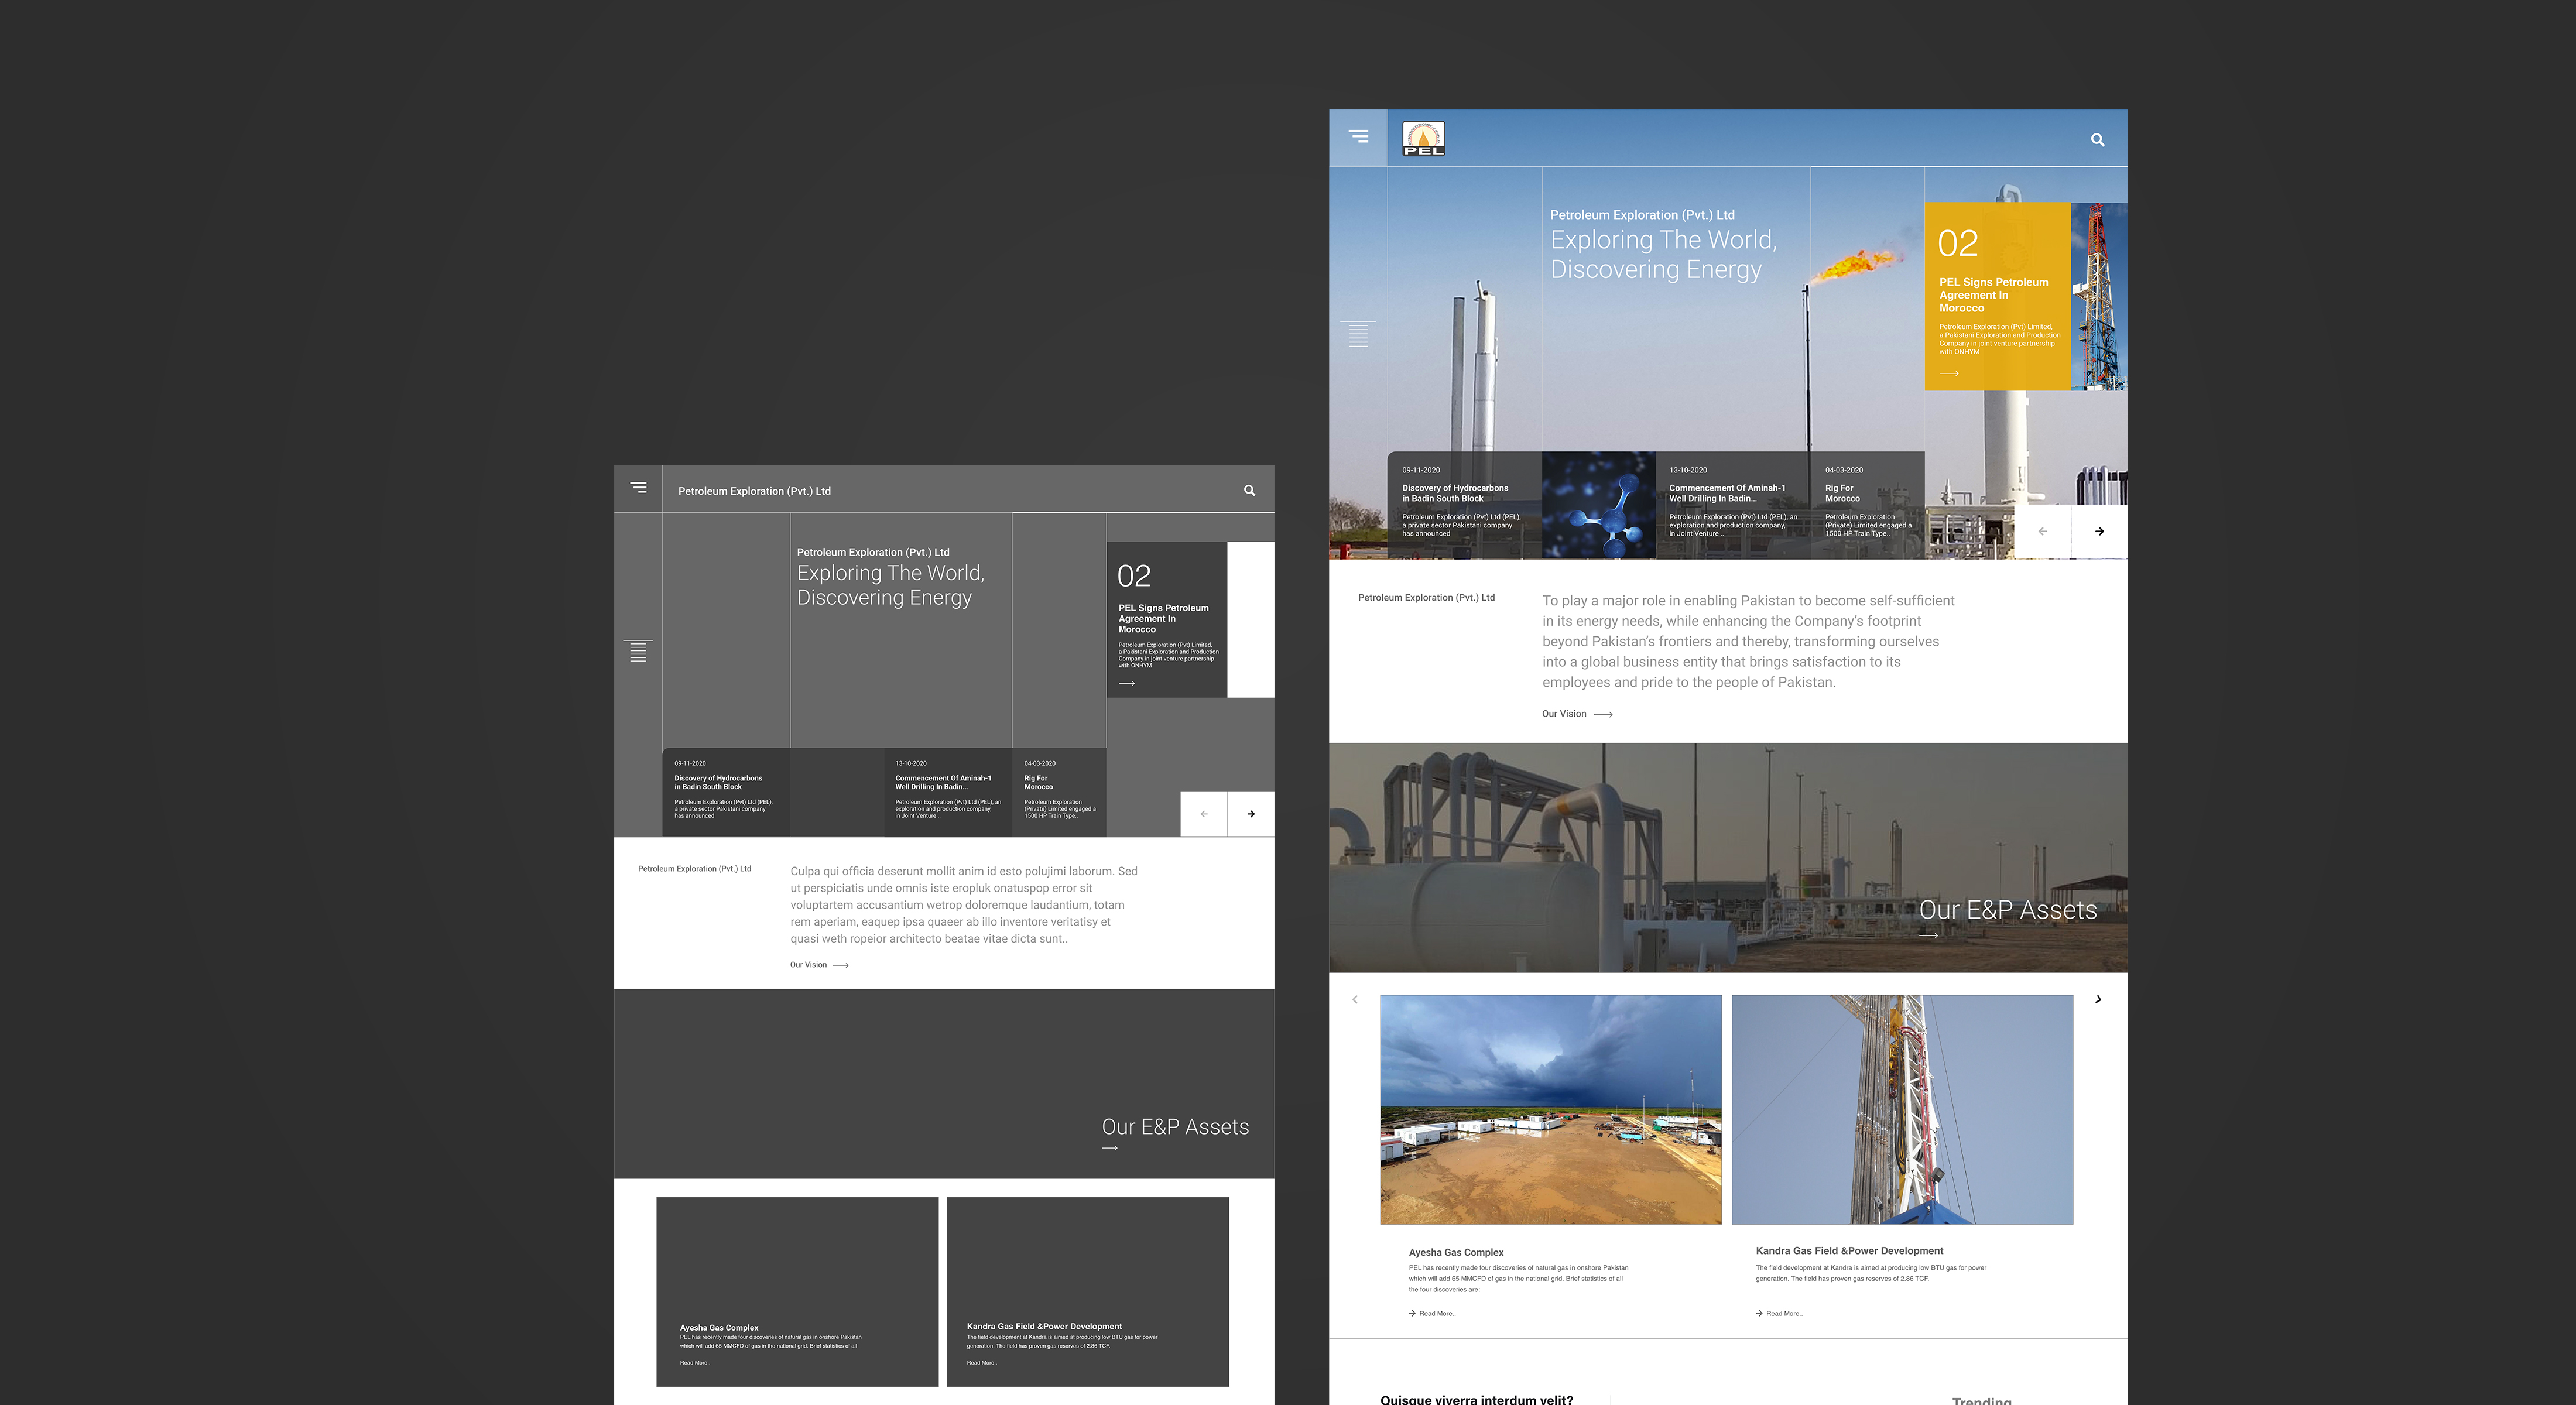 Petroleum Exploration (Pvt.) Ltd
Petroleum Exploration (Pvt.) Ltd
Exploring The World,
Discovering Energy
02
PEL Signs Petroleum
Agreement In
Morocco
Petroleum Exploration (Pvt) Limited,
a Pakistani Exploration and Production
Company in joint venture partnership
with ONHYM
09-11-2020
Discovery of Hydrocarbons
in Badin South Block
Petroleum Exploration (Pvt) Ltd (PEL),
a private sector Pakistani company
has announced
13-10-2020
Commencement Of Aminah-1
Well Drilling In Badin...
Petroleum Exploration (Pvt) Ltd (PEL), an
exploration and production company,
in Joint Venture ..
04-03-2020
Rig For
Morocco
Petroleum Exploration
(Private) Limited engaged a
1500 HP Train Type..
Petroleum Exploration (Pvt.) Ltd
Culpa qui officia deserunt mollit anim id esto polujimi laborum. Sed
ut perspiciatis unde omnis iste eropluk onatuspop error sit
voluptartem accusantium wetrop doloremque laudantium, totam
rem aperiam, eaquep ipsa quaeer ab illo inventore veritatisy et
quasi weth ropeior architecto beatae vitae dicta sunt..
Our Vision
Our E&P Assets
Ayesha Gas Complex
PEL has recently made four discoveries of natural gas in onshore Pakistan
which will add 65 MMCFD of gas in the national grid. Brief statistics of all
Read More..
Kandra Gas Field &Power Development
The field development at Kandra is aimed at producing low BTU gas for power
generation. The field has proven gas reserves of 2.86 TCF.
Read More..
PEL
Petroleum Exploration (Pvt.) Ltd
Exploring The World,
Discovering Energy
02
PEL Signs Petroleum
Agreement In
Morocco
Petroleum Exploration (Pvt) Limited,
a Pakistani Exploration and Production
Company in joint venture partnership
with ONHYM
09-11-2020
Discovery of Hydrocarbons
in Badin South Block
Petroleum Exploration (Pvt) Ltd (PEL),
a private sector Pakistani company
has announced
13-10-2020
Commencement Of Aminah-1
Well Drilling In Badin...
Petroleum Exploration (Pvt) Ltd (PEL), an
exploration and production company,
in Joint Venture ..
04-03-2020
Rig For
Morocco
Petroleum Exploration
(Private) Limited engaged a
1500 HP Train Type..
Petroleum Exploration (Pvt.) Ltd
To play a major role in enabling Pakistan to become self-sufficient
in its energy needs, while enhancing the Company's footprint
beyond Pakistan's frontiers and thereby, transforming ourselves
into a global business entity that brings satisfaction to its
employees and pride to the people of Pakistan.
Our Vision
Our E&P Assets
Ayesha Gas Complex
PEL has recently made four discoveries of natural gas in onshore Pakistan
which will add 65 MMCFD of gas in the national grid. Brief statistics of all
the four discoveries are:
Read More..
Kandra Gas Field &Power Development
The field development at Kandra is aimed at producing low BTU gas for power
generation. The field has proven gas reserves of 2.86 TCF.
Read More..
Quisque viverra interdum velit?
Trending